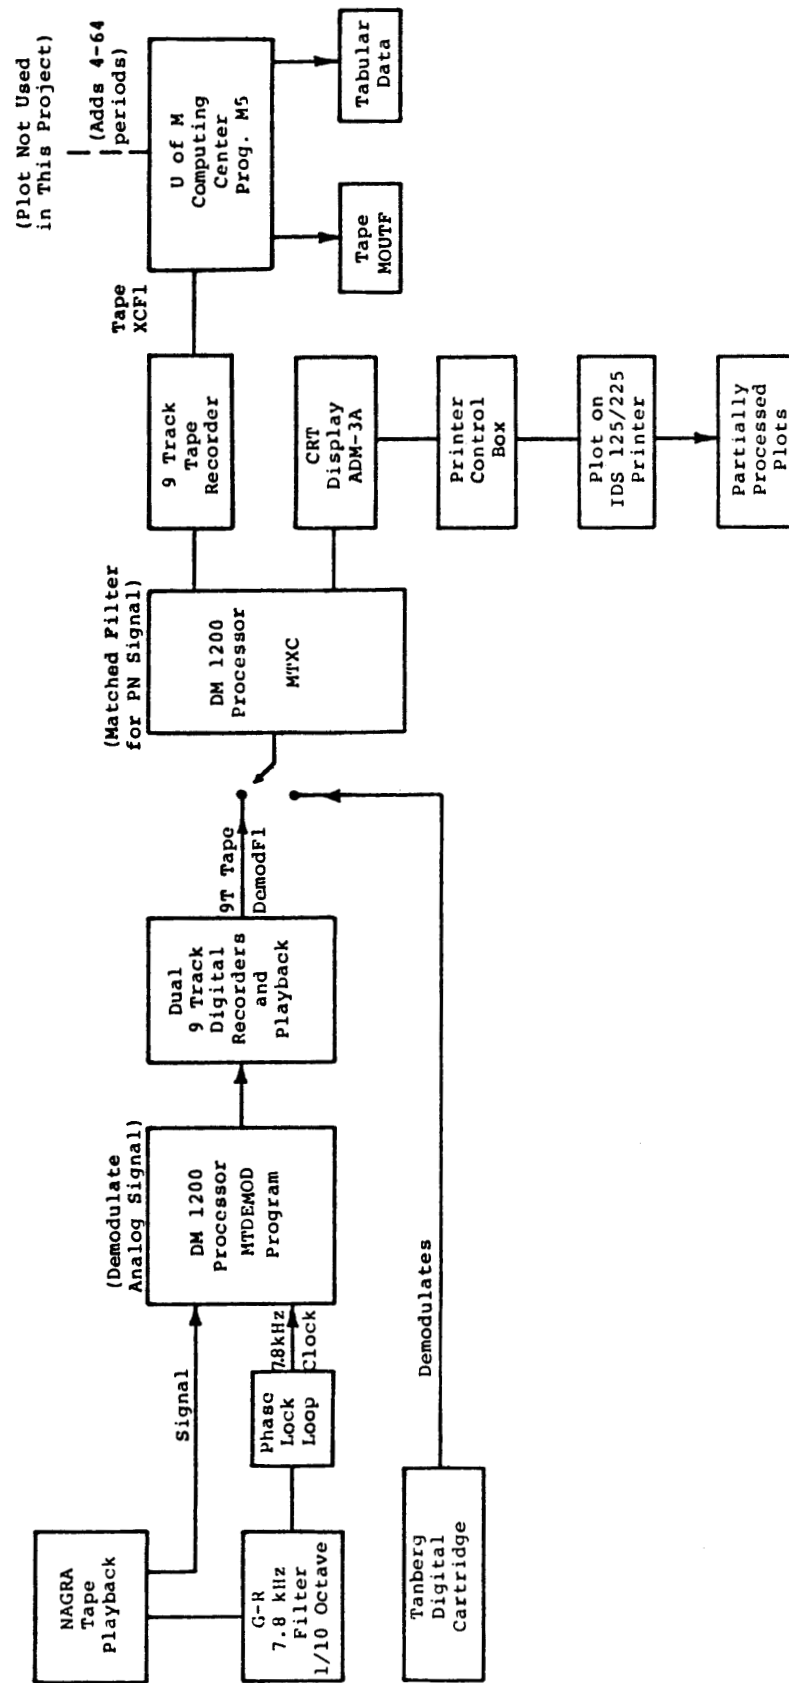 NAGRA
Tape
Playback
G-R
7.8 kHz
Filter
1/10 Octave
Tanberg
Digital
Cartridge
Signal
Phase
Lock
Loop
7.8kHz
Clock
Demodulates
(Demodulate
Analog Signal)
DM 1200
Processor
MTDEMOD
Program
Dual
9 Track
Digital
Recorders
and
Playback
9T Tape
DemodF1
(Matched Filter
for PN Signal)
DM 1200
Processor
MTXC
9 Track
Tape
Recorder
CRT
Display
ADM-3A
Printer
Control
Box
Plot on
IDS 125/225
Printer
Partially
Processed
Plots
Tape
XCF1
(Plot Not Used
in This Project)
(Adds 4-64
periods)
U of M
Computing
Center
Prog. M5
Tape
MOUTF
Tabular
Data